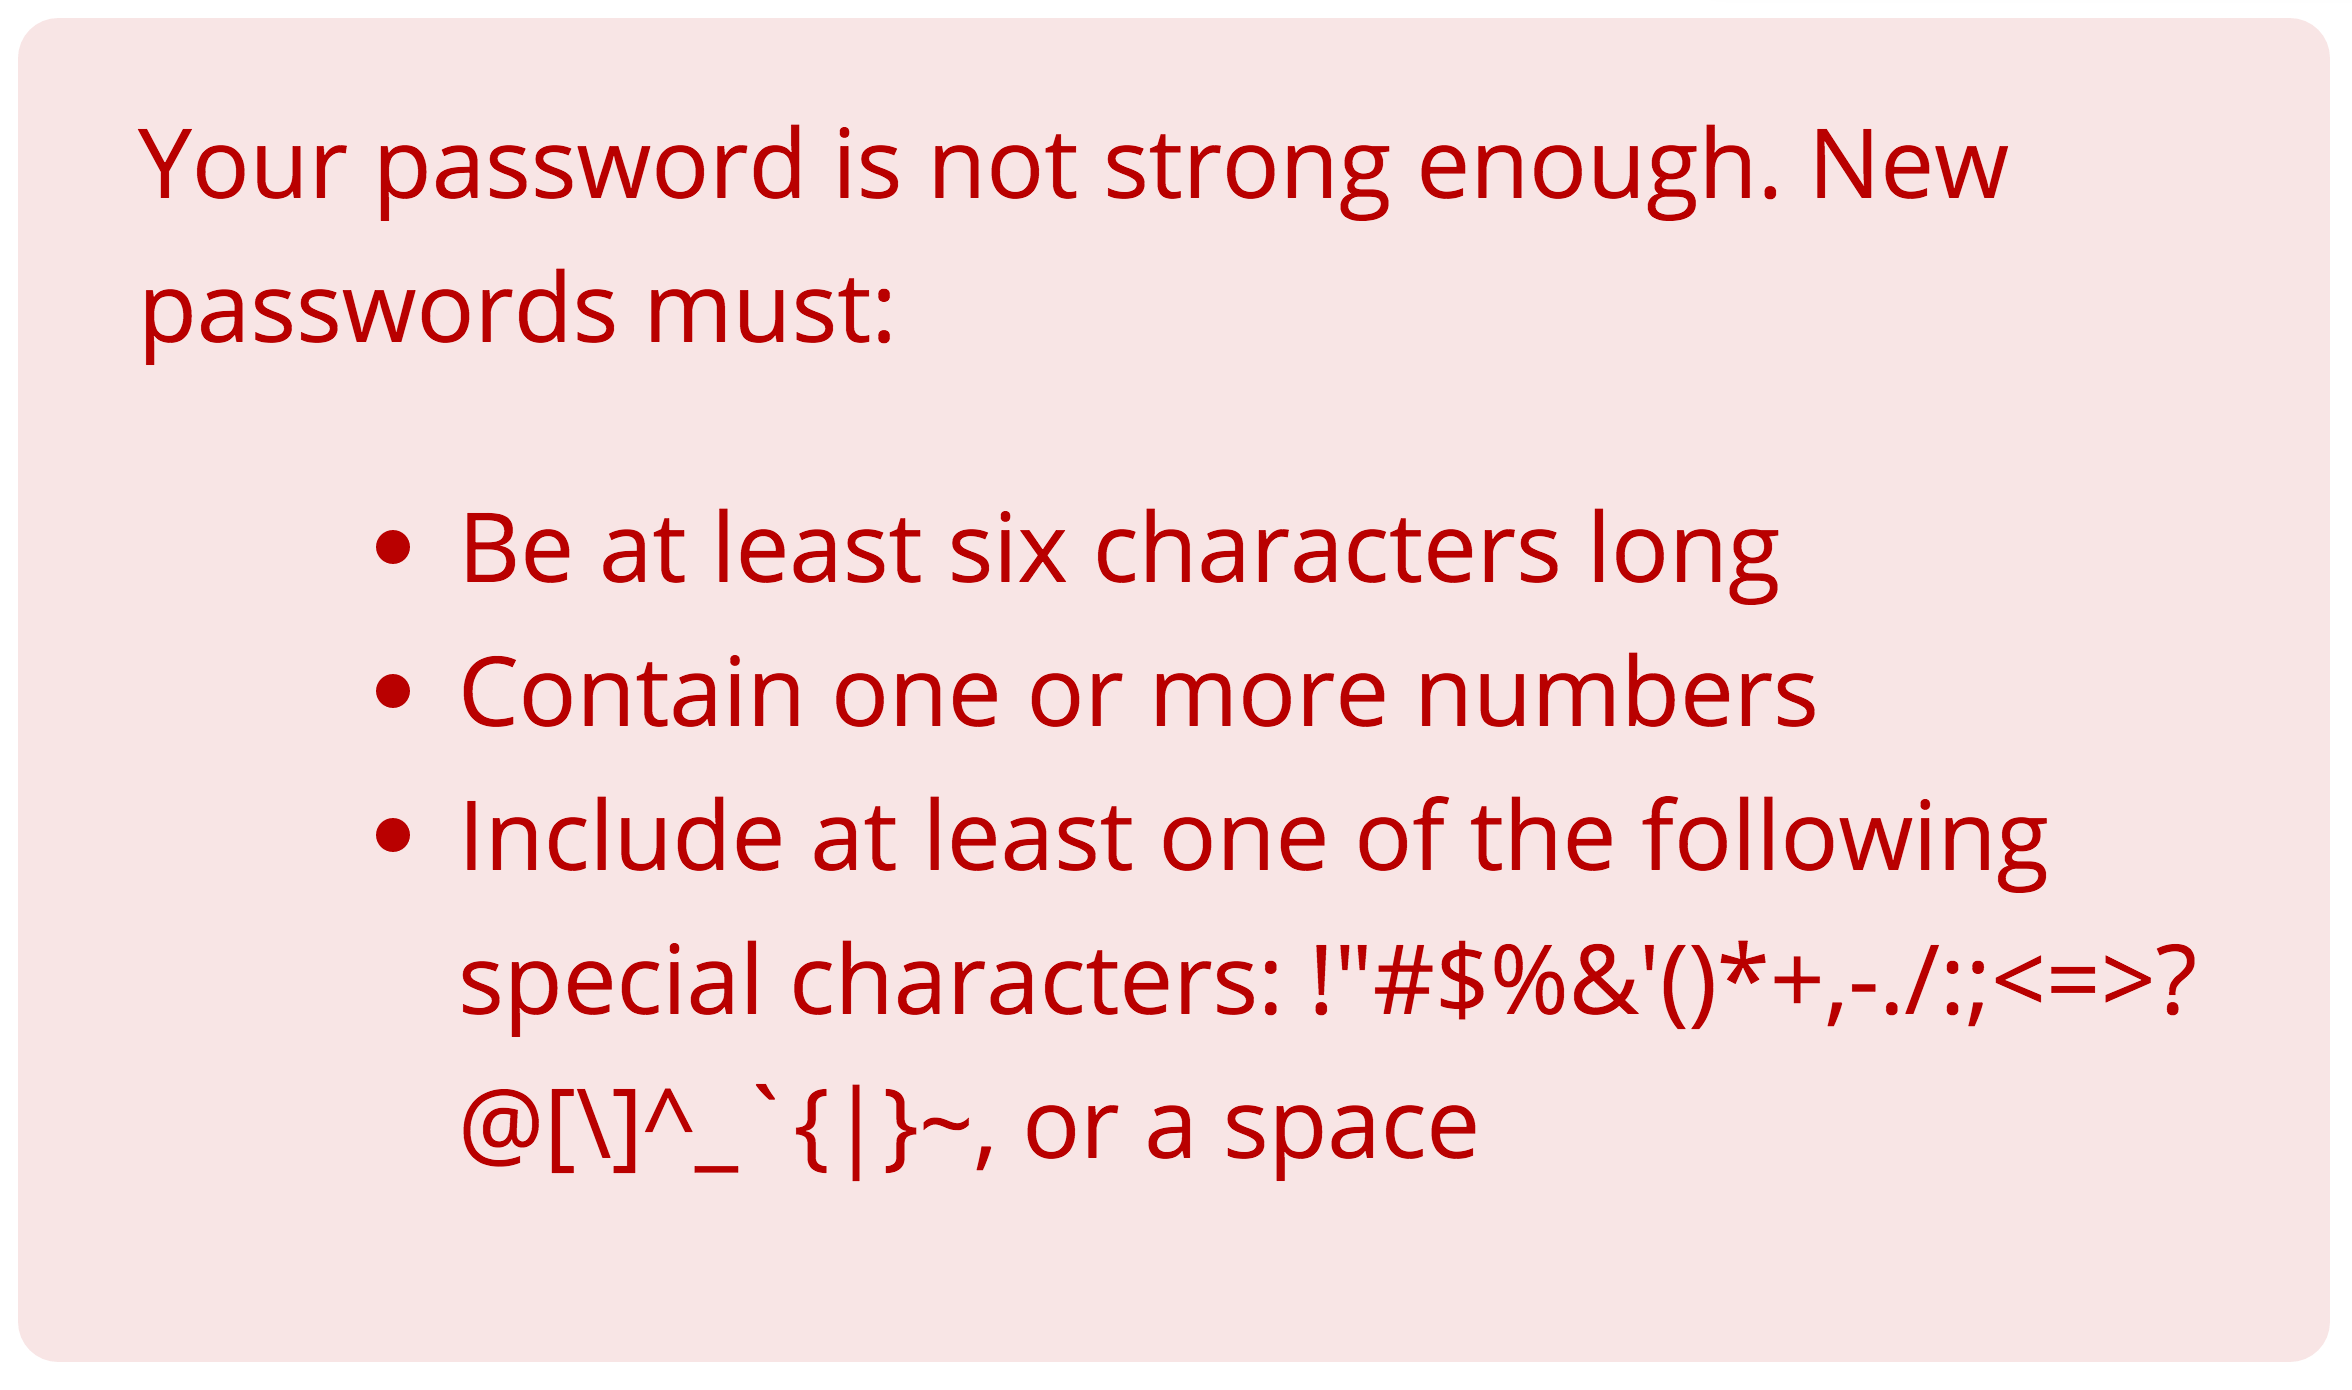 Your password is not strong enough. New
passwords must:
• Be at least six characters long
• Contain one or more numbers
• Include at least one of the following
special characters: !"#$%&'()*+,-./:;<=>?
@[\]^_`{|}~, or a space